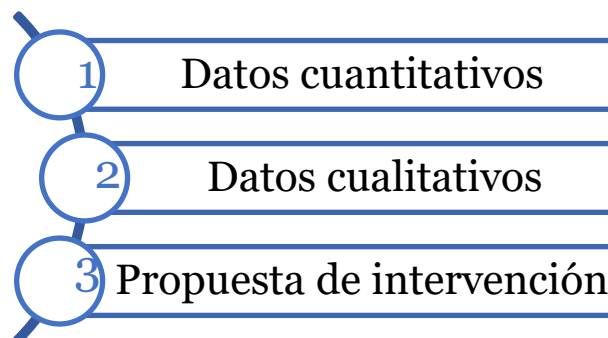 1 Datos cuantitativos
2 Datos cualitativos
3 Propuesta de intervención